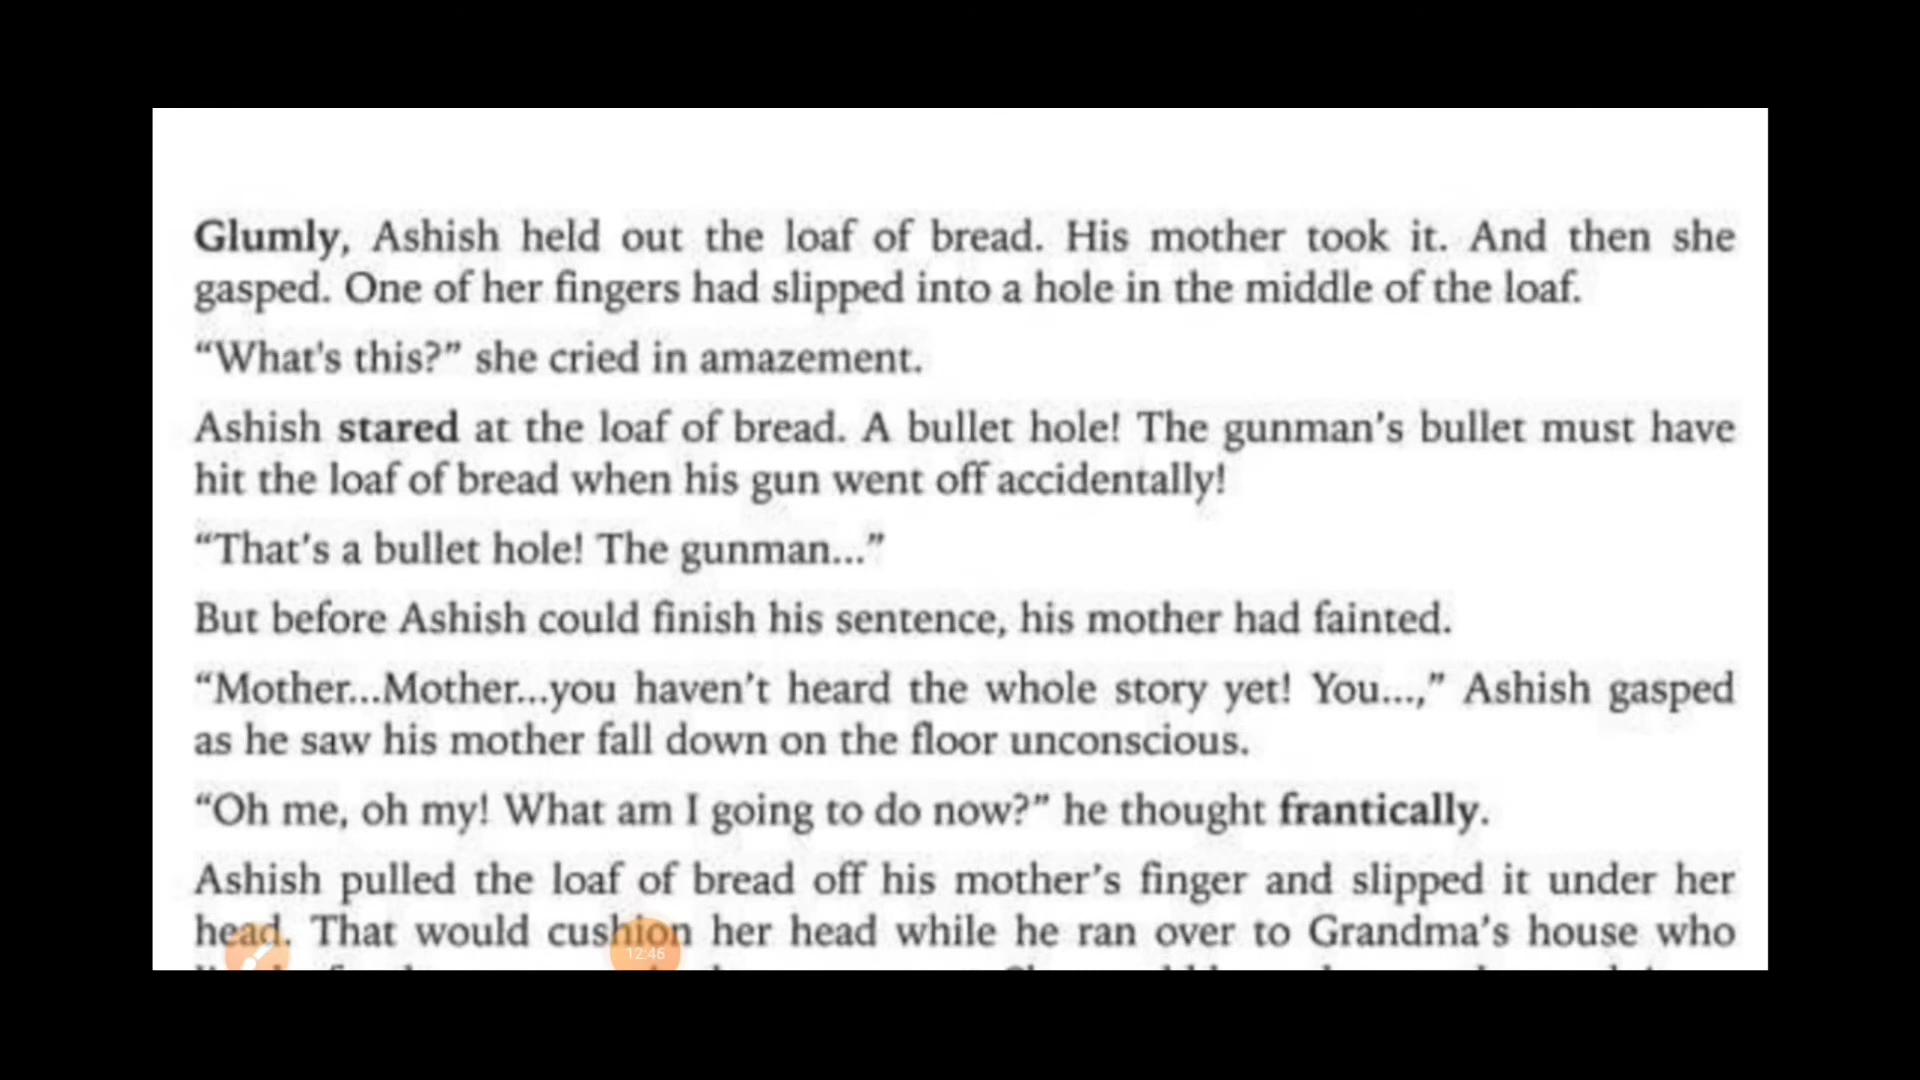 Glumly, Ashish held out the loaf of bread. His mother took it. And then she
gasped. One of her fingers had slipped into a hole in the middle of the loaf.
“What's this?” she cried in amazement.
Ashish stared at the loaf of bread. A bullet hole! The gunman’s bullet must have
hit the loaf of bread when his gun went off accidentally!
“That’s a bullet hole! The gunman...”
But before Ashish could finish his sentence, his mother had fainted.
“Mother...Mother...you haven’t heard the whole story yet! You...,” Ashish gasped
as he saw his mother fall down on the floor unconscious.
“Oh me, oh my! What am I going to do now?” he thought frantically.
Ashish pulled the loaf of bread off his mother’s finger and slipped it under her
head. That would cushion her head while he ran over to Grandma’s house who
12:46